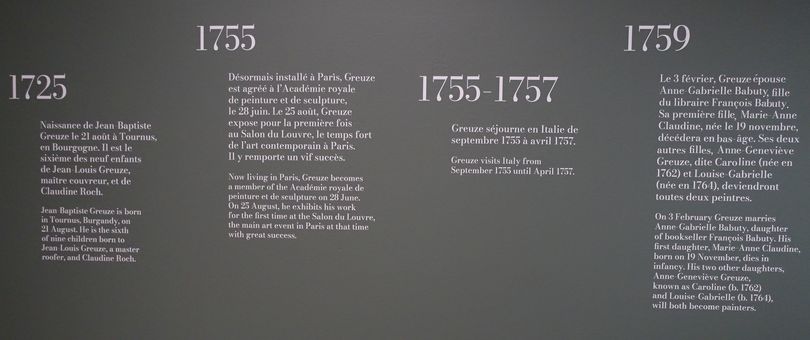 1725
Naissance de Jean-Baptiste
Greuze le 21 août à Tournus,
en Bourgogne. Il est le
sixième des neuf enfants
de Jean-Louis Greuze,
maître couvreur, et de
Claudine Roch.
Jean-Baptiste Greuze is born
in Tournus, Burgandy, on
21 August. He is the sixth
of nine children born to
Jean-Louis Greuze, a master
roofer, and Claudine Roch.
1755
Désormais installé à Paris, Greuze
est agréé à l'Académie royale
de peinture et de sculpture,
le 28 juin. Le 25 août, Greuze
expose pour la première fois
au Salon du Louvre, le temps fort
de l'art contemporain à Paris.
Il y remporte un vif succès.
Now living in Paris, Greuze becomes
a member of the Académie royale de
peinture et de sculpture on 28 June.
On 25 August, he exhibits his work
for the first time at the Salon du Louvre,
the main art event in Paris at that time
with great success.
1755-1757
Greuze séjourne en Italie de
septembre 1755 à avril 1757.
Greuze visits Italy from
September 1755 until April 1757.
1759
Le 3 février, Greuze épouse
Anne-Gabrielle Babuty, fille
du libraire François Babuty.
Sa première fille, Marie-Anne
Claudine, née le 19 novembre,
décédera en bas-âge. Ses deux
autres filles, Anne-Geneviève
Greuze, dite Caroline (née en
1762) et Louise-Gabrielle
(née en 1764), deviendront
toutes deux peintres.
On 3 February Greuze marries
Anne-Gabrielle Babuty, daughter
of bookseller François Babuty. His
first daughter, Marie-Anne Claudine,
born on 19 November, dies in
infancy. His two other daughters,
Anne-Geneviève Greuze,
known as Caroline (b. 1762)
and Louise-Gabrielle (b. 1764),
will both become painters.